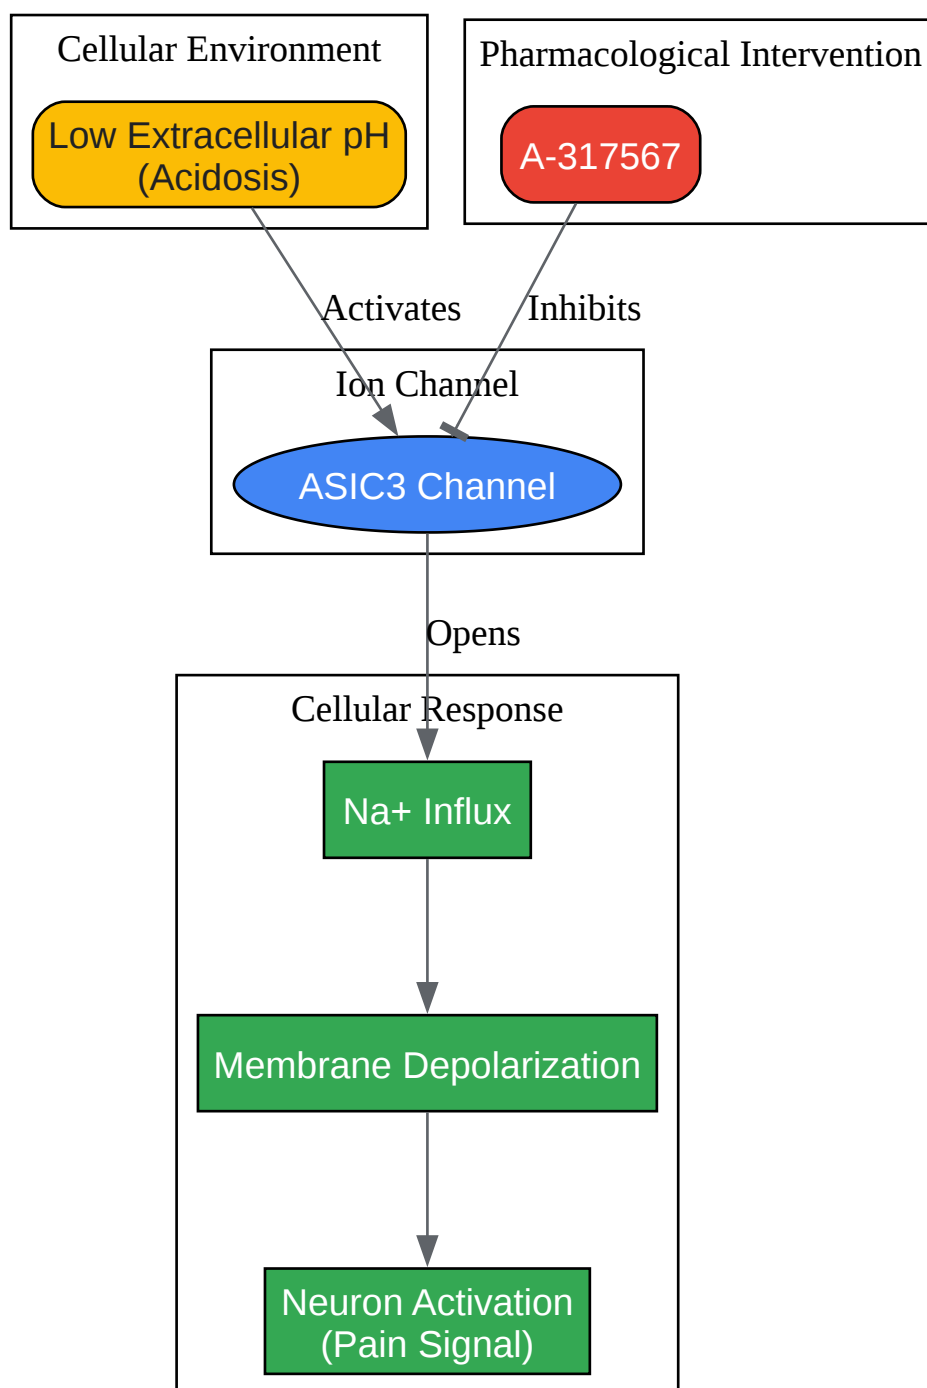 Cellular Environment
Pharmacological Intervention
Low Extracellular pH
(Acidosis)
A-317567
Activates
Inhibits
Ion Channel
ASIC3 Channel
Opens
Cellular Response
Na+ Influx
Membrane Depolarization
Neuron Activation
(Pain Signal)